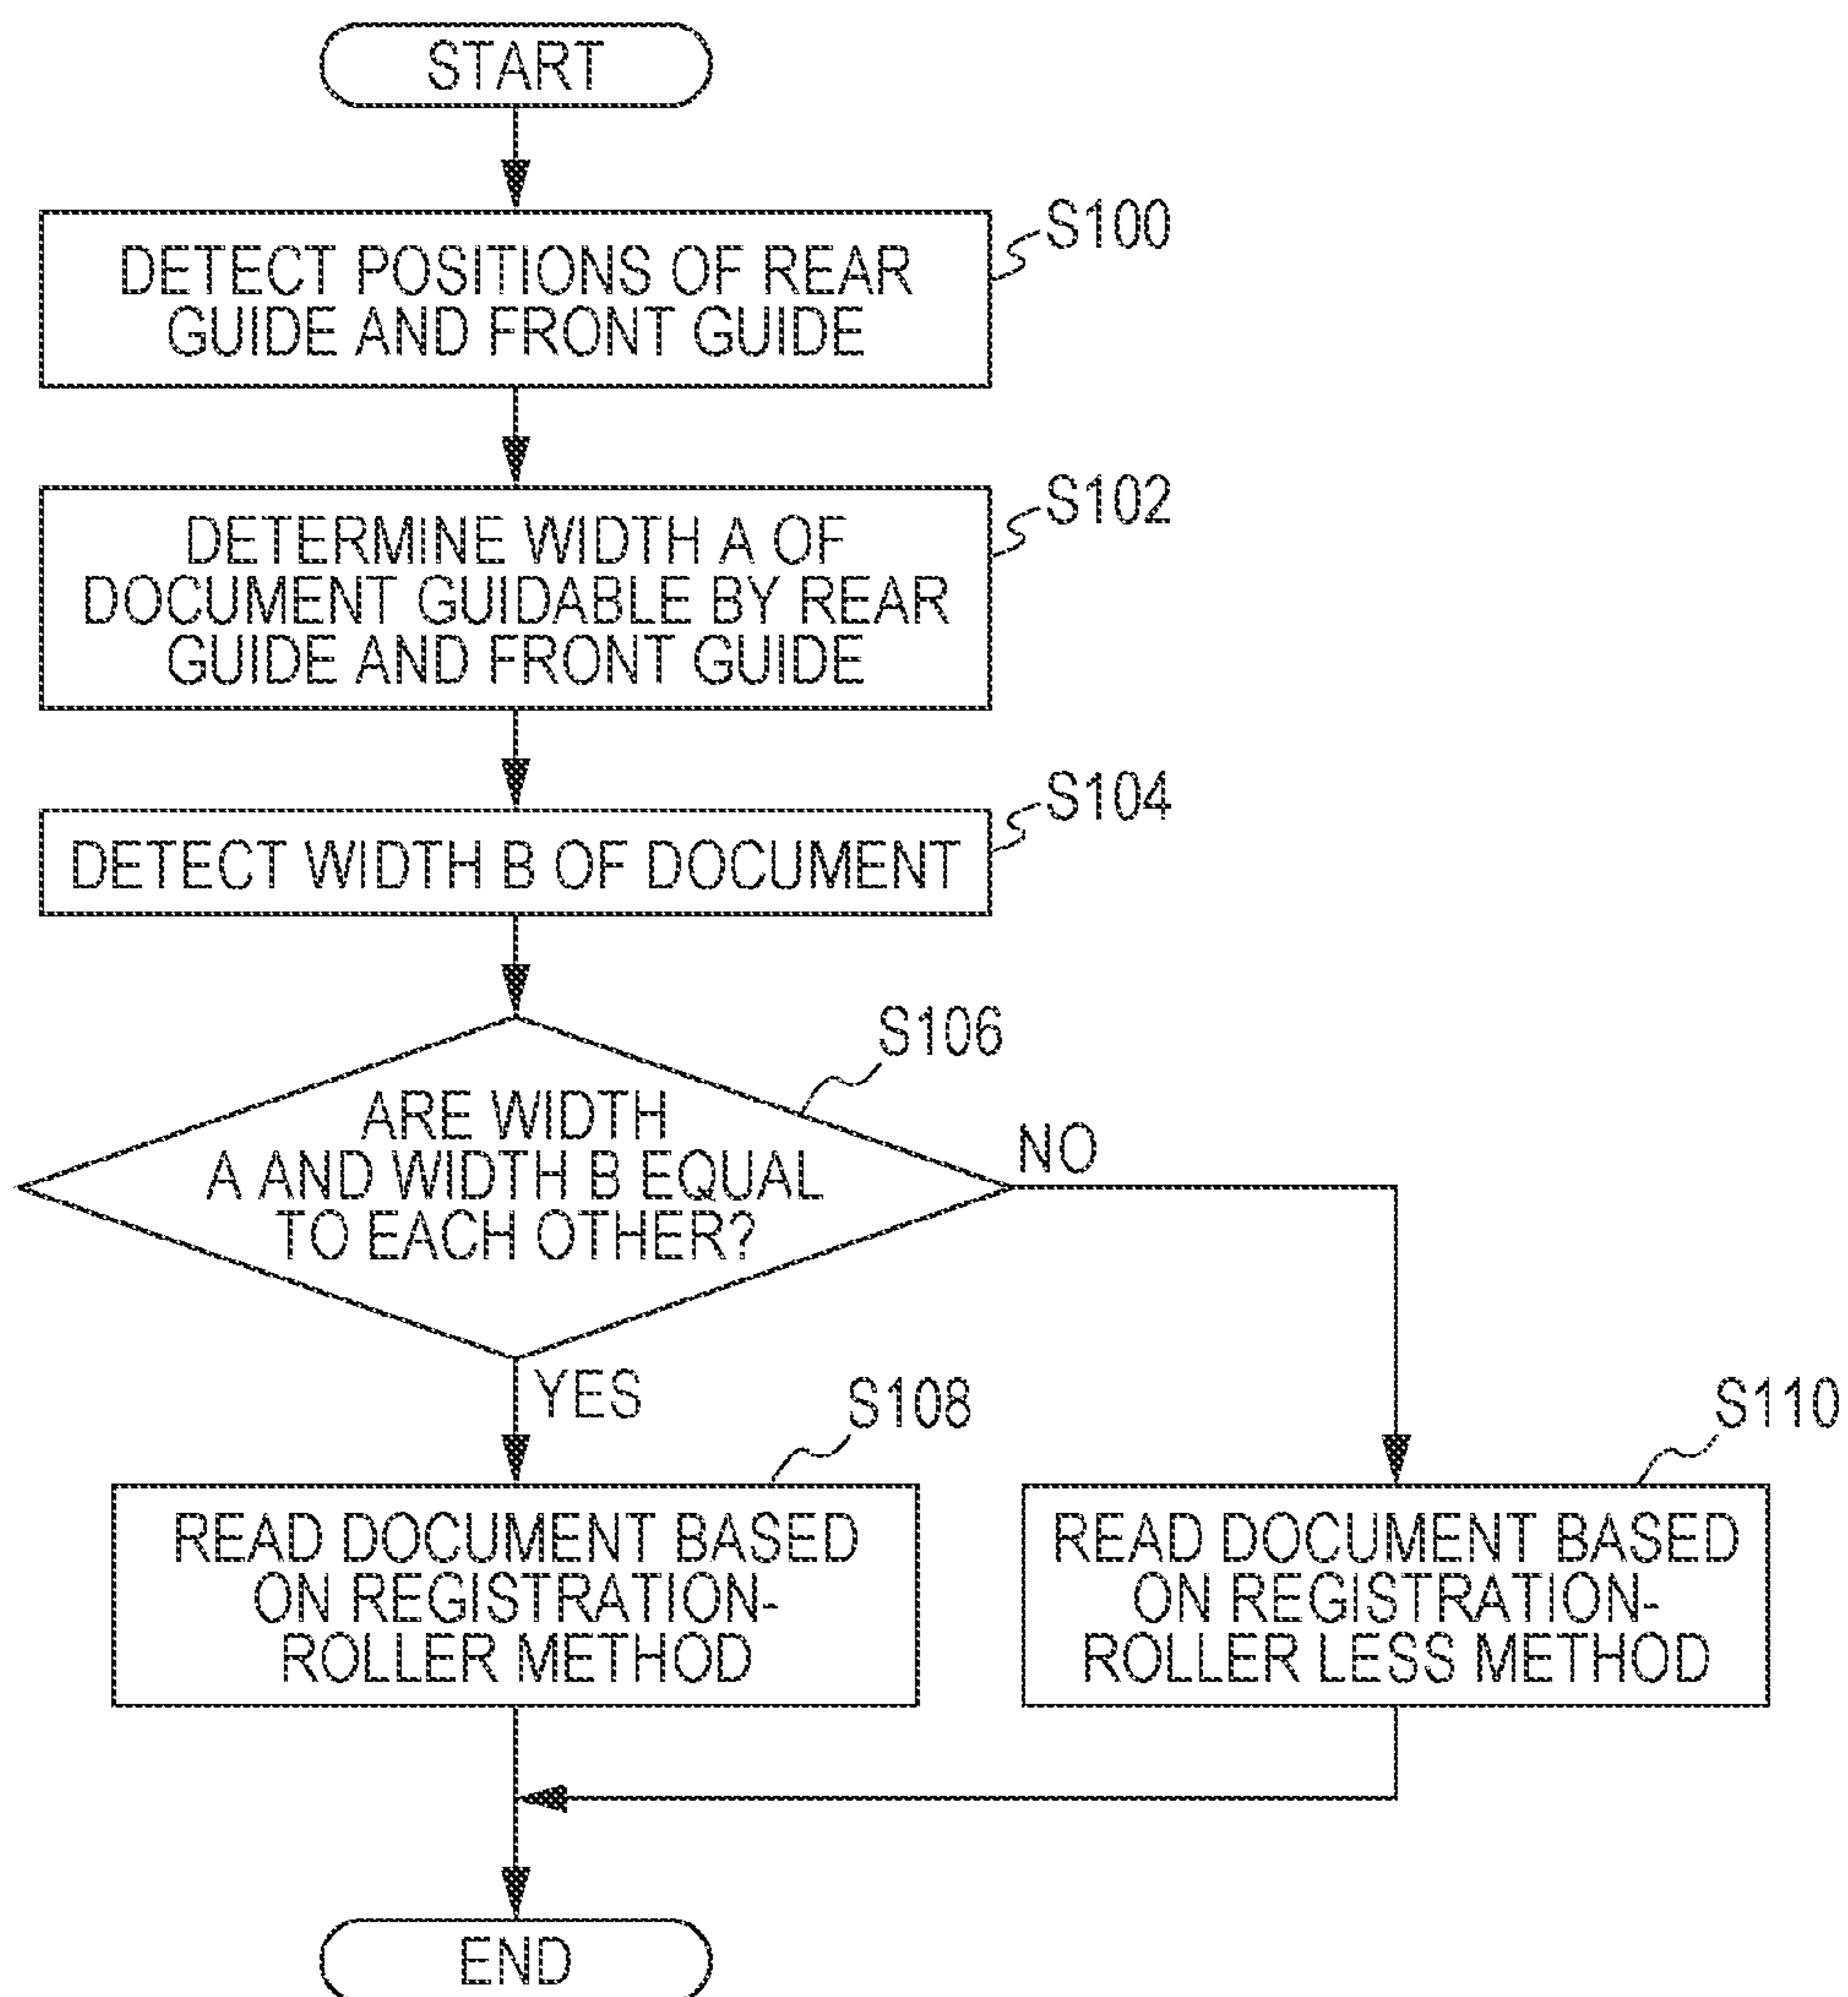 START
S100
DETECT POSITIONS OF REAR
GUIDE AND FRONT GUIDE
S102
DETERMINE WIDTH A OF
DOCUMENT GUIDABLE BY REAR
GUIDE AND FRONT GUIDE
S104
DETECT WIDTH B OF DOCUMENT
S106
ARE WIDTH
A AND WIDTH B EQUAL
TO EACH OTHER?
NO
YES
S108
READ DOCUMENT BASED
ON REGISTRATION-
ROLLER METHOD
S110
READ DOCUMENT BASED
ON REGISTRATION-
ROLLER LESS METHOD
END